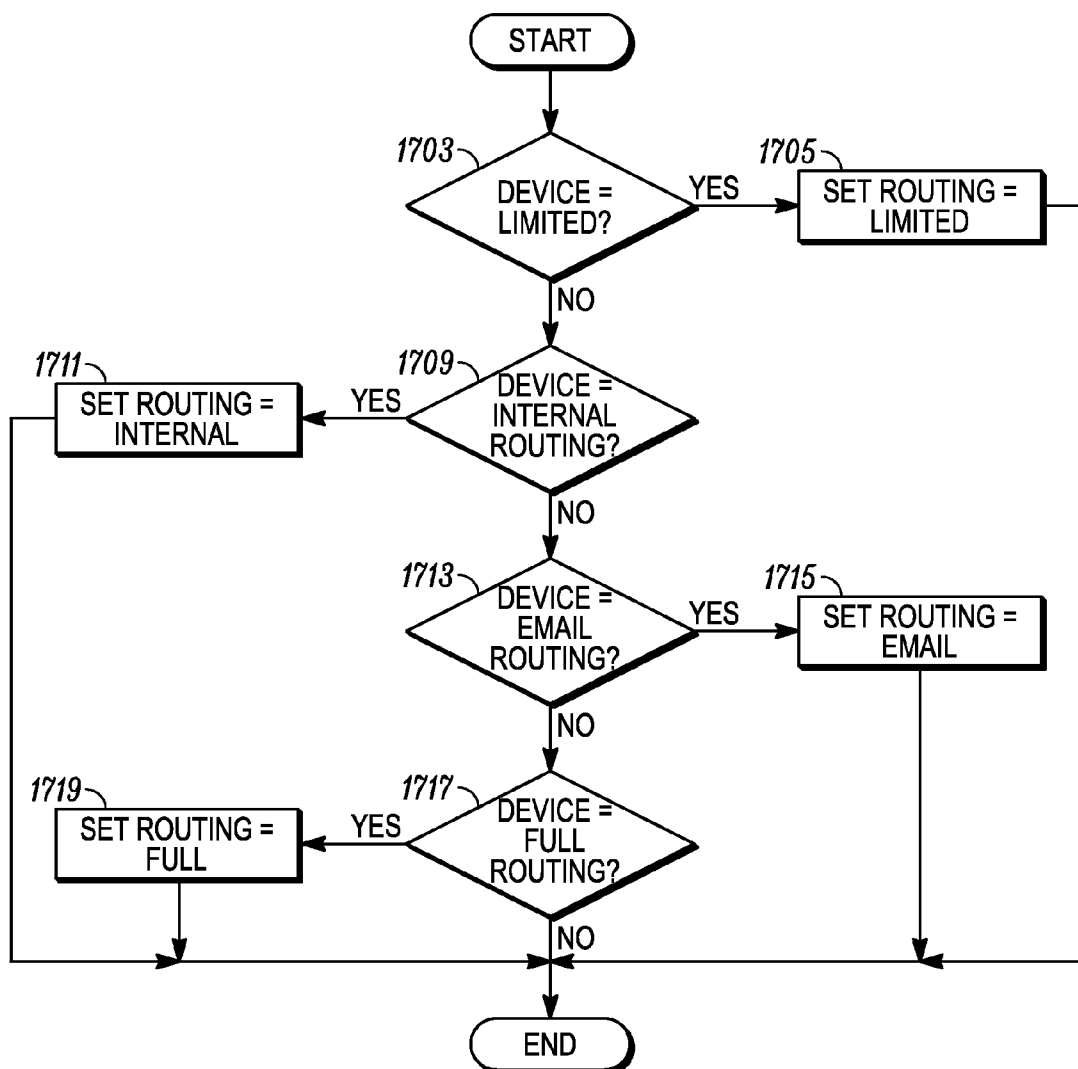 START
1703
DEVICE =
LIMITED?
YES
1705
SET ROUTING =
LIMITED
NO
1711
SET ROUTING =
INTERNAL
YES
1709
DEVICE =
INTERNAL
ROUTING?
NO
1713
DEVICE =
EMAIL
ROUTING?
YES
1715
SET ROUTING =
EMAIL
NO
1719
SET ROUTING =
FULL
YES
1717
DEVICE =
FULL
ROUTING?
NO
END